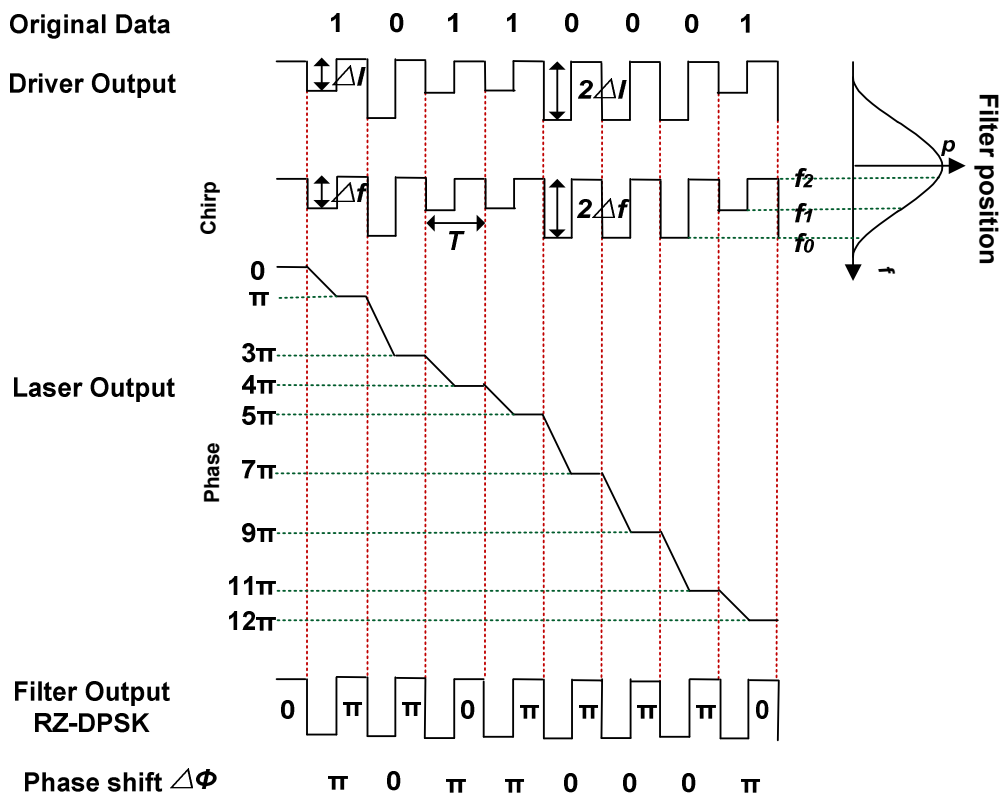 Original Data 1 0 1 1 0 0 0 1
Driver Output △I 2△I
Chirp △f 2△f T
f2
f1
f0
p
f
Filter position
Laser Output
Phase
0
π
3π
4π
5π
7π
9π
11π
12π
Filter Output
RZ-DPSK
0 π π 0 π π π π 0
Phase shift △Φ π 0 π π 0 0 0 π